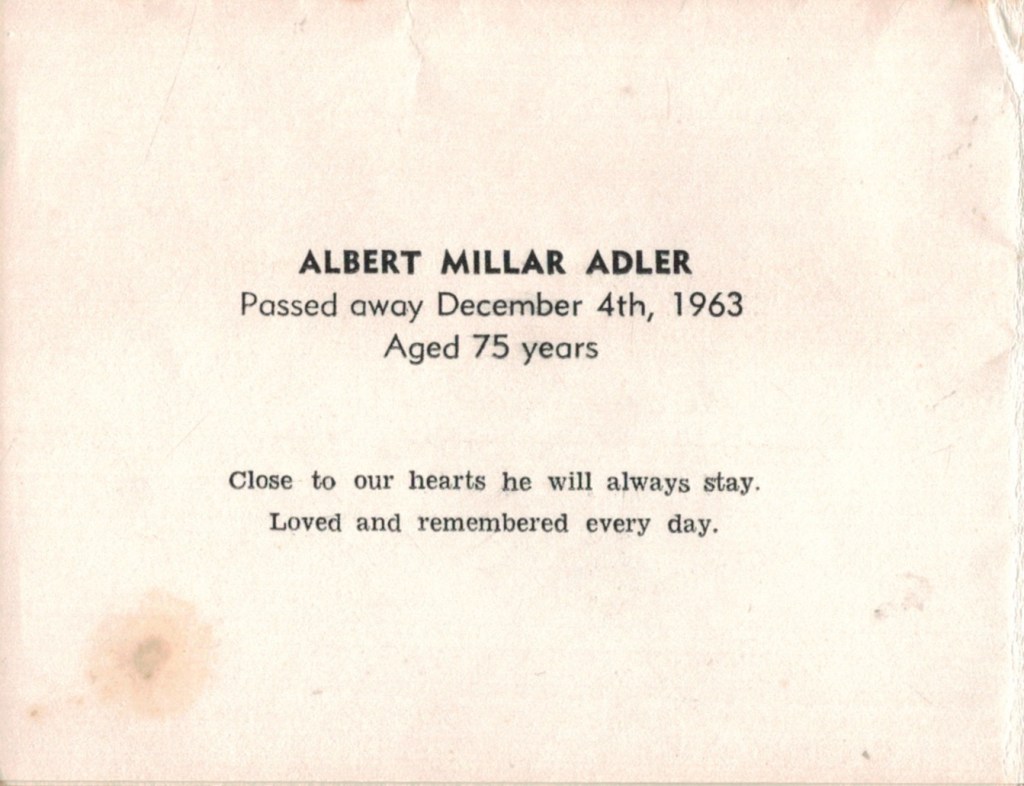 ALBERT MILLAR ADLER
Passed away December 4th, 1963
Aged 75 years
Close to our hearts he will always stay.
Loved and remembered every day.